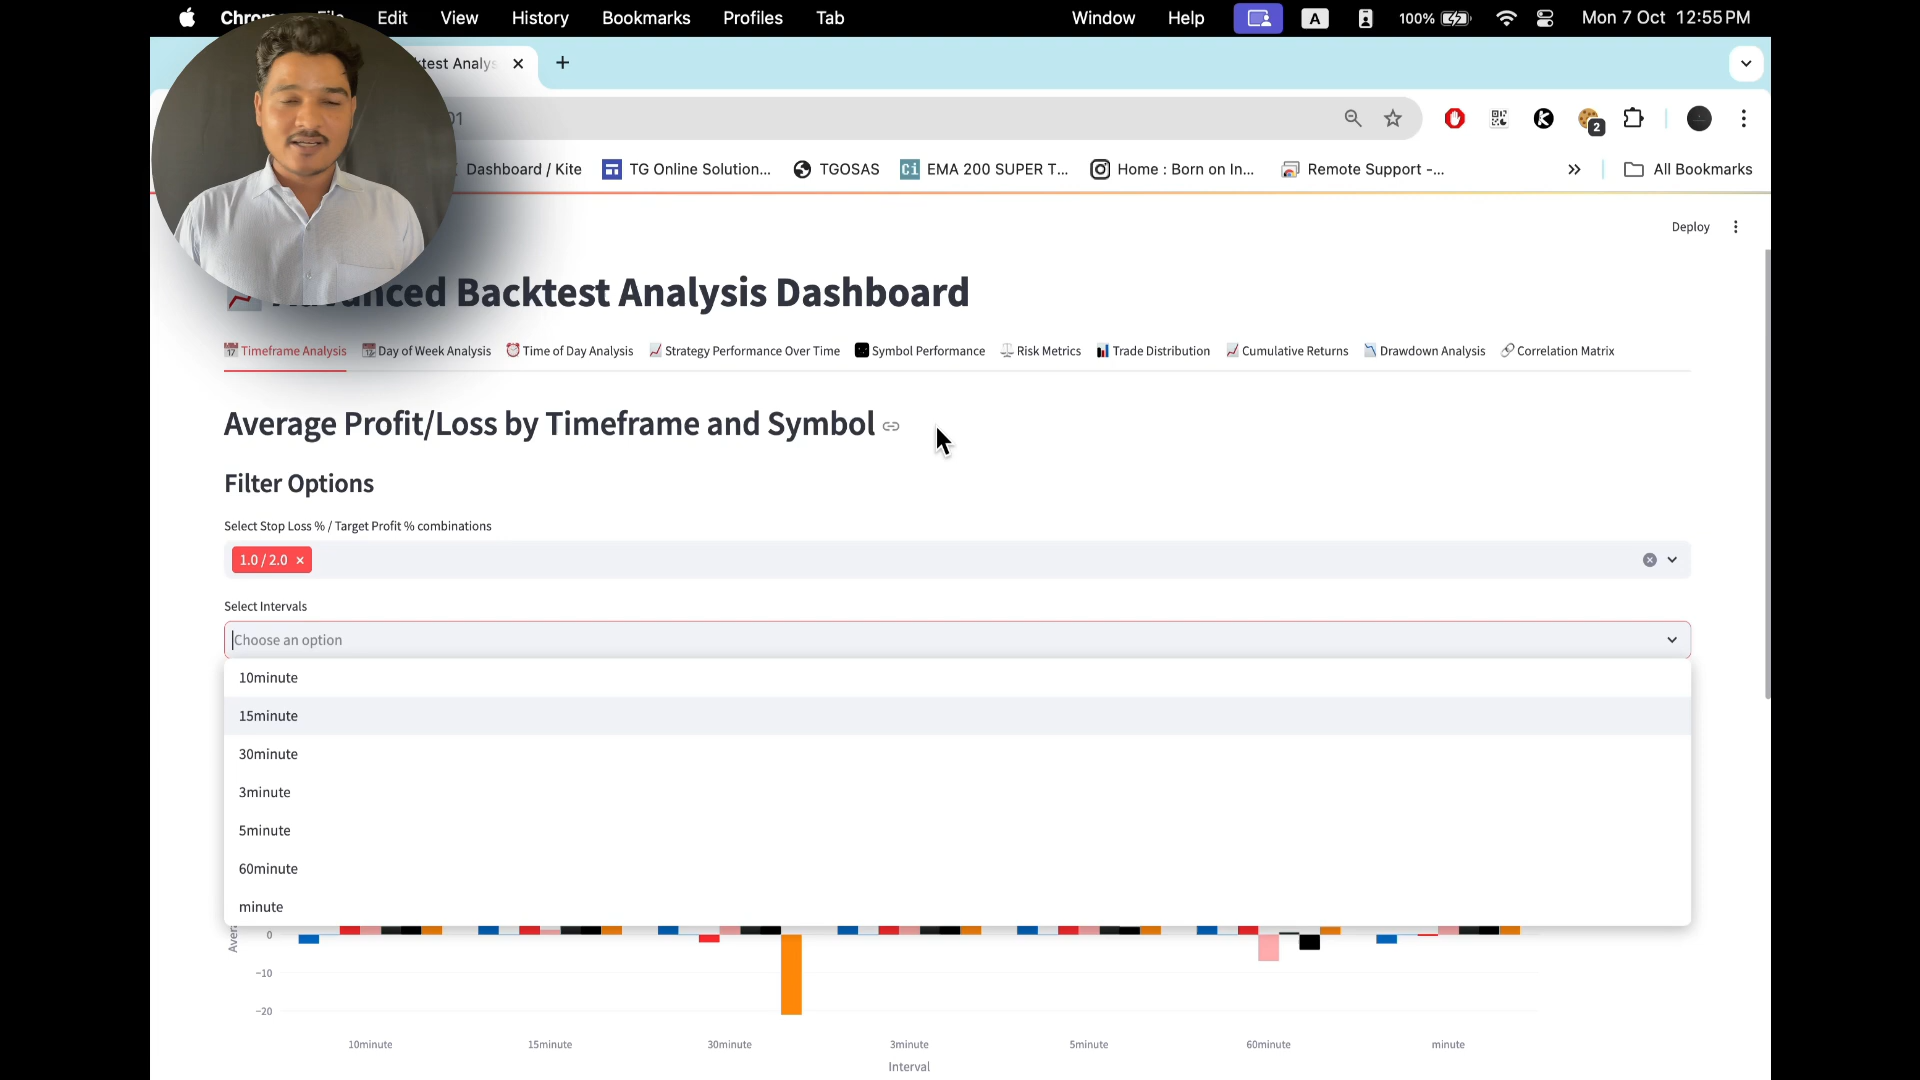 Edit View History Bookmarks Profiles Tab Window Help A 100% Mon 7 Oct 12:55 PM
01
2
Dashboard / Kite TG Online Solution... TGOSAS Ci EMA 200 SUPER T... Home : Born on In... Remote Support -... » All Bookmarks
Deploy
Backtest Analysis Dashboard
Timeframe Analysis Day of Week Analysis Time of Day Analysis Strategy Performance Over Time Symbol Performance Risk Metrics Trade Distribution Cumulative Returns Drawdown Analysis Correlation Matrix
Average Profit/Loss by Timeframe and Symbol
Filter Options
Select Stop Loss % / Target Profit % combinations
1.0 / 2.0 ×
Select Intervals
Choose an option
10minute
15minute
30minute
3minute
5minute
60minute
minute
0
−10
−20
10minute 15minute 30minute 3minute 5minute 60minute minute
Interval